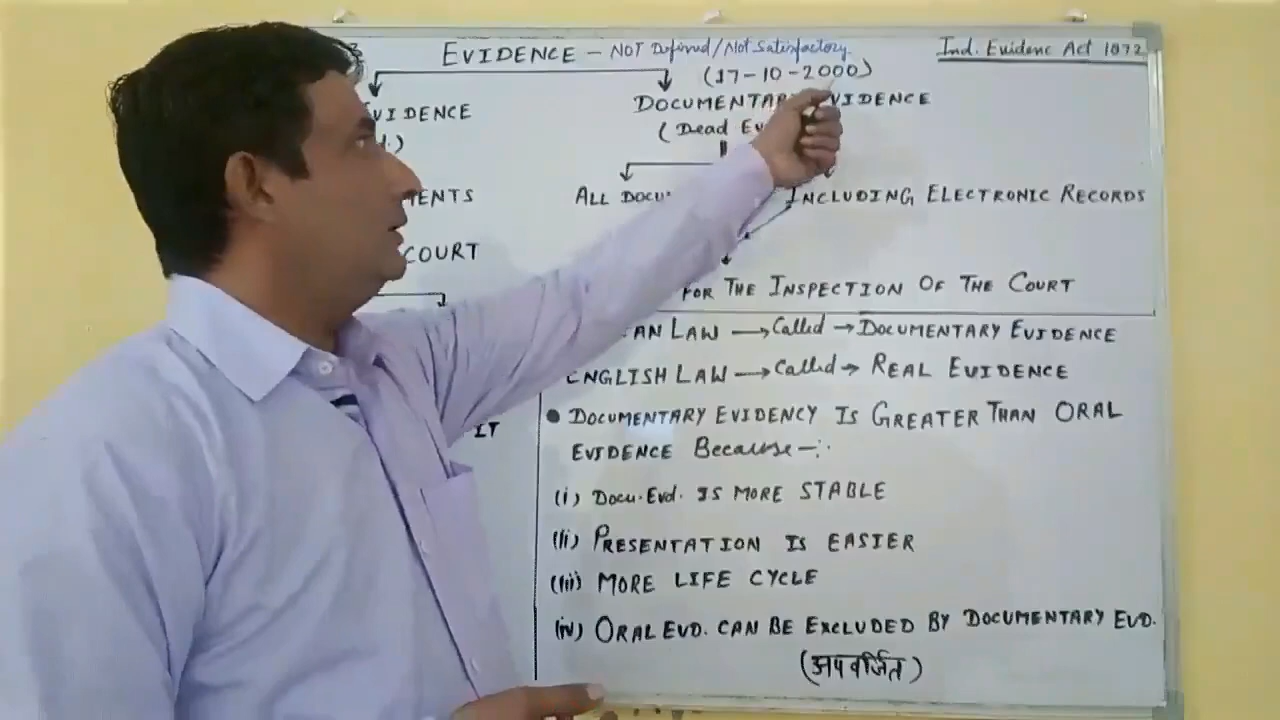 EVIDENCE – NOT Defined/Not Satisfactory
Ind. Evidenc Act 1872
(17-10-2000)
VIDENCE
DOCUMENTAR VIDENCE
(Dead Ev
ENTS
ALL DOCU
INCLUDING ELECTRONIC RECORDS
COURT
FOR THE INSPECTION OF THE COURT
AN LAW → Called → DOCUMENTARY EVIDENCE
ENGLISH LAW → Called → REAL EVIDENCE
● DOCUMENTARY EVIDENCY IS GREATER THAN ORAL
EVIDENCE Because –:·
IT
(i) Docu. Evd. IS MORE STABLE
(ii) PRESENTATION IS EASIER
(iii) MORE LIFE CYCLE
(iv) ORAL EVD. CAN BE EXCLUDED BY DOCUMENTARY EVD.
(अपवर्जित)